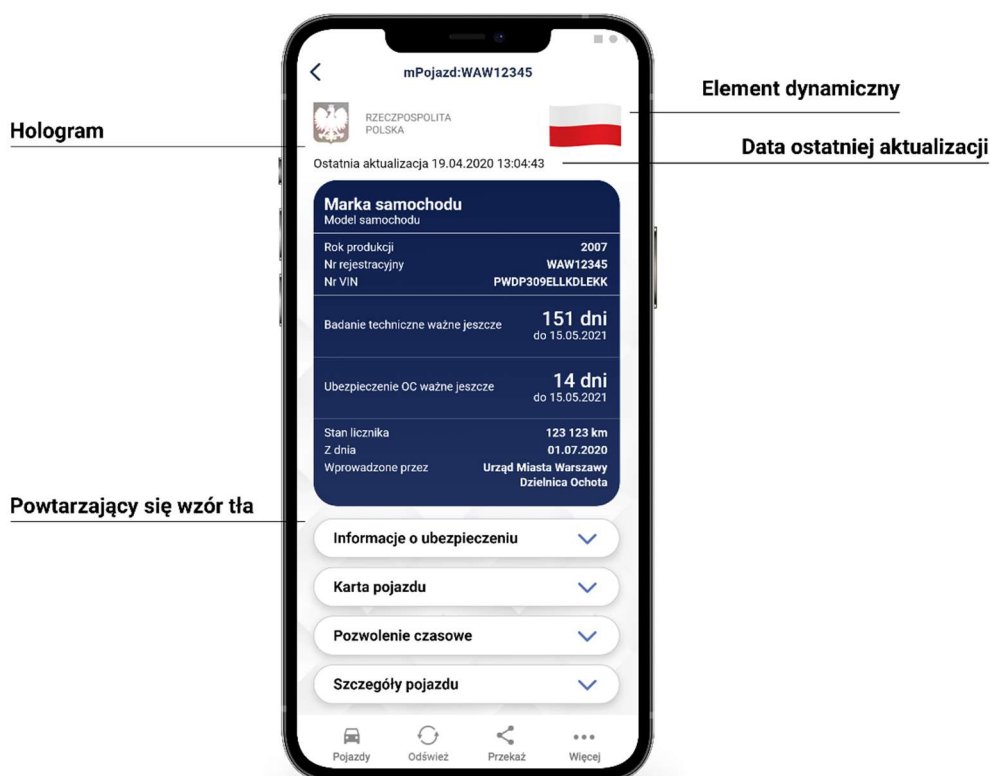 mPojazd:WAW12345
Element dynamiczny
Hologram
RZECZPOSPOLITA
POLSKA
Data ostatniej aktualizacji
Ostatnia aktualizacja 19.04.2020 13:04:43
Marka samochodu
Model samochodu
Rok produkcji 2007
Nr rejestracyjny WAW12345
Nr VIN PWDP309ELLKDLEKK
Badanie techniczne ważne jeszcze 151 dni
do 15.05.2021
Ubezpieczenie OC ważne jeszcze 14 dni
do 15.05.2021
Stan licznika 123 123 km
Z dnia 01.07.2020
Wprowadzone przez Urząd Miasta Warszawy
Dzielnica Ochota
Powtarzający się wzór tła
Informacje o ubezpieczeniu
Karta pojazdu
Pozwolenie czasowe
Szczegóły pojazdu
Pojazdy Odśwież Przekaż Więcej